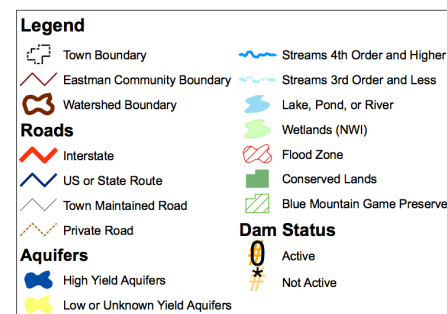 Legend
Town Boundary
Eastman Community Boundary
Watershed Boundary
Roads
Interstate
US or State Route
Town Maintained Road
Private Road
Aquifers
High Yield Aquifers
Low or Unknown Yield Aquifers
Streams 4th Order and Higher
Streams 3rd Order and Less
Lake, Pond, or River
Wetlands (NWI)
Flood Zone
Conserved Lands
Blue Mountain Game Preserve
Dam Status
# 0 Active
# * Not Active